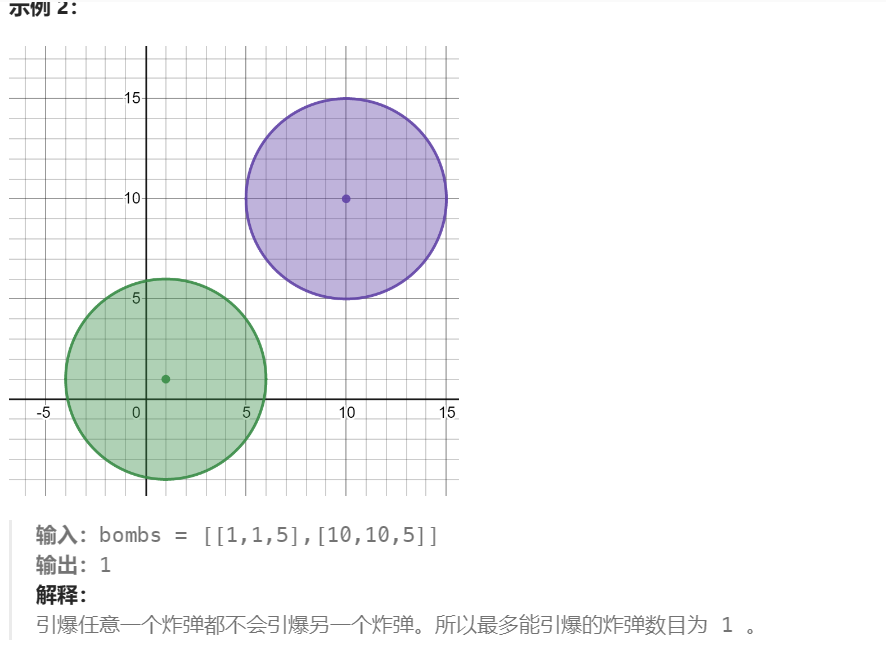 示例 2：
15
10
5
-5 0 5 10 15
输入：bombs = [[1,1,5],[10,10,5]]
输出：1
解释：
引爆任意一个炸弹都不会引爆另一个炸弹。所以最多能引爆的炸弹数目为 1 。